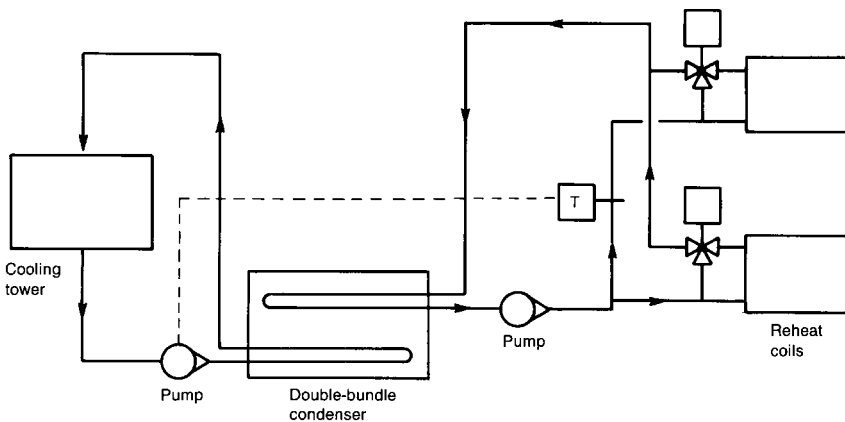 T
Cooling
tower
Pump
Double-bundle
condenser
Pump
Reheat
coils